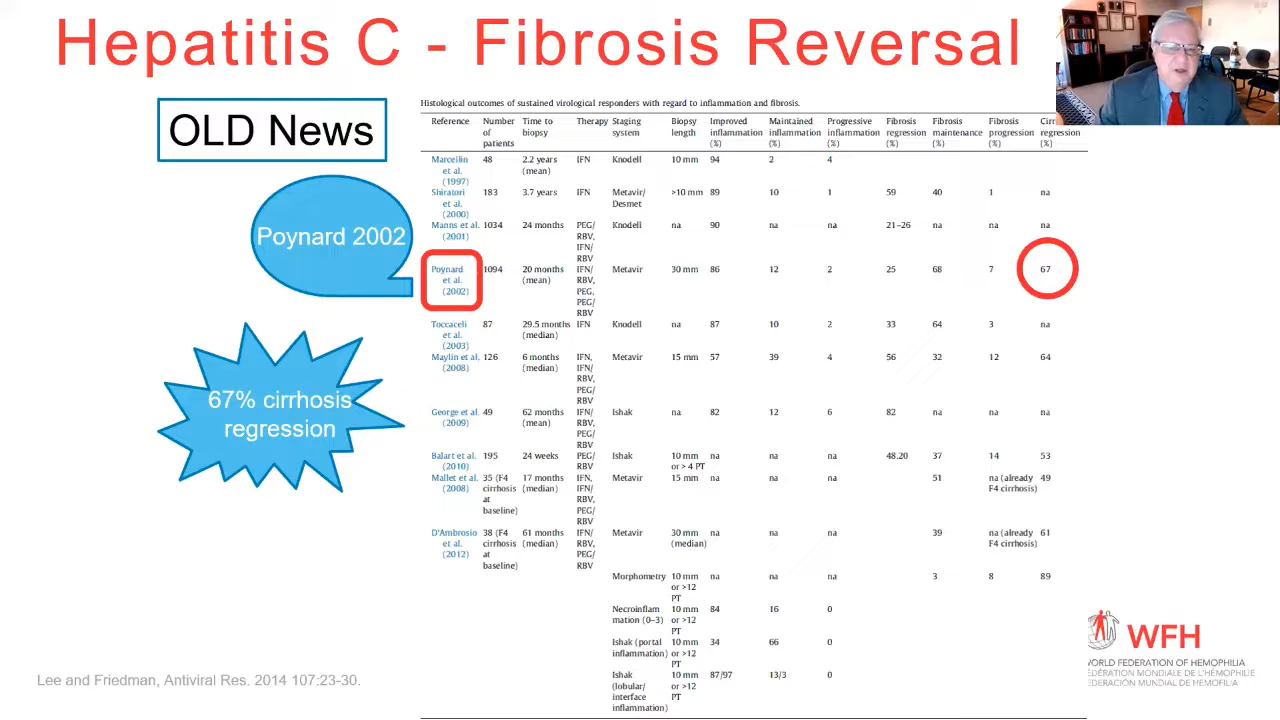 Hepatitis C - Fibrosis Reversal
OLD News
Poynard 2002
67% cirrhosis
regression
Histological outcomes of sustained virological responders with regard to inflammation and fibrosis.
Reference Number of patients Time to biopsy Therapy Staging system Biopsy length Improved inflammation (%) Maintained inflammation (%) Progressive inflammation (%) Fibrosis regression (%) Fibrosis maintenance (%) Fibrosis progression (%) regression (%)
Marcellin et al. (1997) 48 2.2 years (mean) IFN Knodell 10 mm 94 2 4
Shiratori et al. (2000) 183 3.7 years IFN Metavir/ Desmet >10 mm 89 10 1 59 40 1 na
Manns et al. (2001) 1034 24 months PEG/ RBV, IFN/ RBV Knodell na 90 na na 21–26 na na na
Poynard et al. (2002) 1094 20 months (mean) IFN/ RBV, PEG, PEG/ RBV Metavir 30 mm 86 12 2 25 68 7 67
Toccaceli et al. (2003) 87 29.5 months (median) IFN Knodell na 87 10 2 33 64 3 na
Maylin et al. (2008) 126 6 months (median) IFN, IFN/ RBV, PEG/ RBV Metavir 15 mm 57 39 4 56 32 12 64
George et al. (2009) 49 62 months (mean) IFN/ RBV, PEG/ RBV Ishak na 82 12 6 82 na na na
Balart et al. (2010) 195 24 weeks PEG/ RBV Ishak 10 mm or > 4 PT na na na 48.20 37 14 53
Mallet et al. (2008) 35 (F4 cirrhosis at baseline) 17 months (median) IFN, IFN/ RBV, PEG/ RBV Metavir 15 mm na na na 51 na (already F4 cirrhosis) 49
D'Ambrosio et al. (2012) 38 (F4 cirrhosis at baseline) 61 months (median) IFN/ RBV, PEG/ RBV Metavir 30 mm (median) na na na 39 na (already F4 cirrhosis) 61
Morphometry 10 mm or >12 PT na na na 3 8 89
Necroinflam mation (0–3) 10 mm or >12 PT 84 16 0
Ishak (portal inflammation) 10 mm or >12 PT 34 66 0
Ishak (lobular/ interface inflammation) 10 mm or >12 PT 87/97 13/3 0
Lee and Friedman, Antiviral Res. 2014 107:23-30.
WFH
WORLD FEDERATION OF HEMOPHILIA
FÉDÉRATION MONDIALE DE L'HÉMOPHILIE
FEDERACIÓN MUNDIAL DE HEMOFILIA